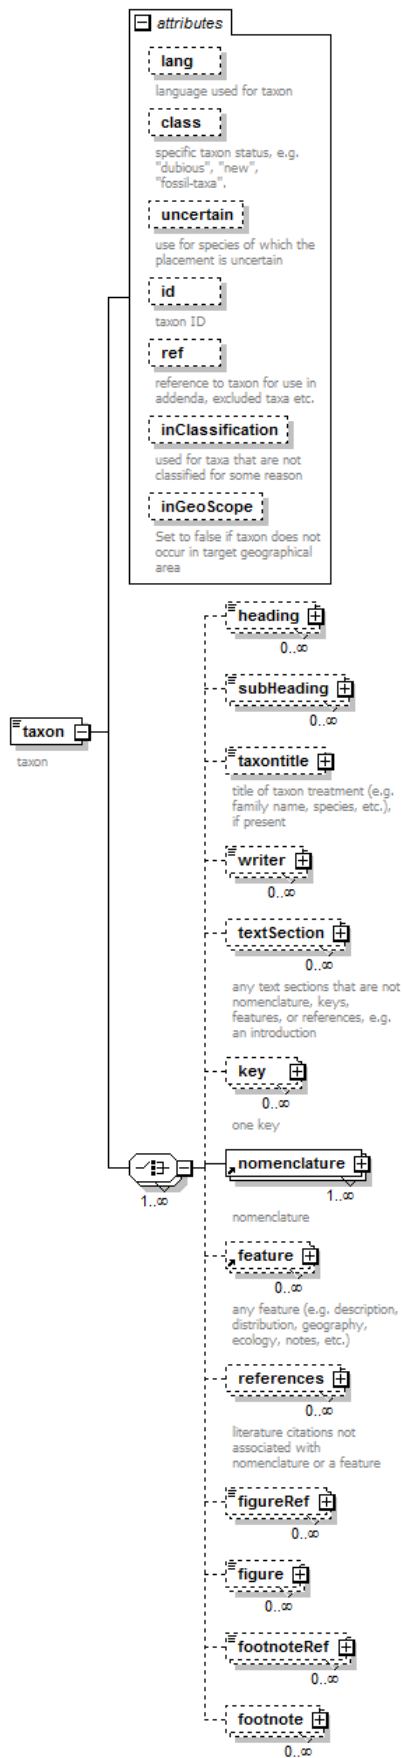 attributes
lang
language used for taxon
class
specific taxon status, e.g.
"dubious", "new",
"fossil-taxa".
uncertain
use for species of which the
placement is uncertain
id
taxon ID
ref
reference to taxon for use in
addenda, excluded taxa etc.
inClassification
used for taxa that are not
classified for some reason
inGeoScope
Set to false if taxon does not
occur in target geographical
area
heading
0..∞
subHeading
0..∞
taxon
taxon
taxontitle
title of taxon treatment (e.g.
family name, species, etc.),
if present
writer
0..∞
textSection
0..∞
any text sections that are not
nomenclature, keys,
features, or references, e.g.
an introduction
key
0..∞
one key
1..∞
nomenclature
1..∞
nomenclature
feature
0..∞
any feature (e.g. description,
distribution, geography,
ecology, notes, etc.)
references
0..∞
literature citations not
associated with
nomenclature or a feature
figureRef
0..∞
figure
0..∞
footnoteRef
0..∞
footnote
0..∞